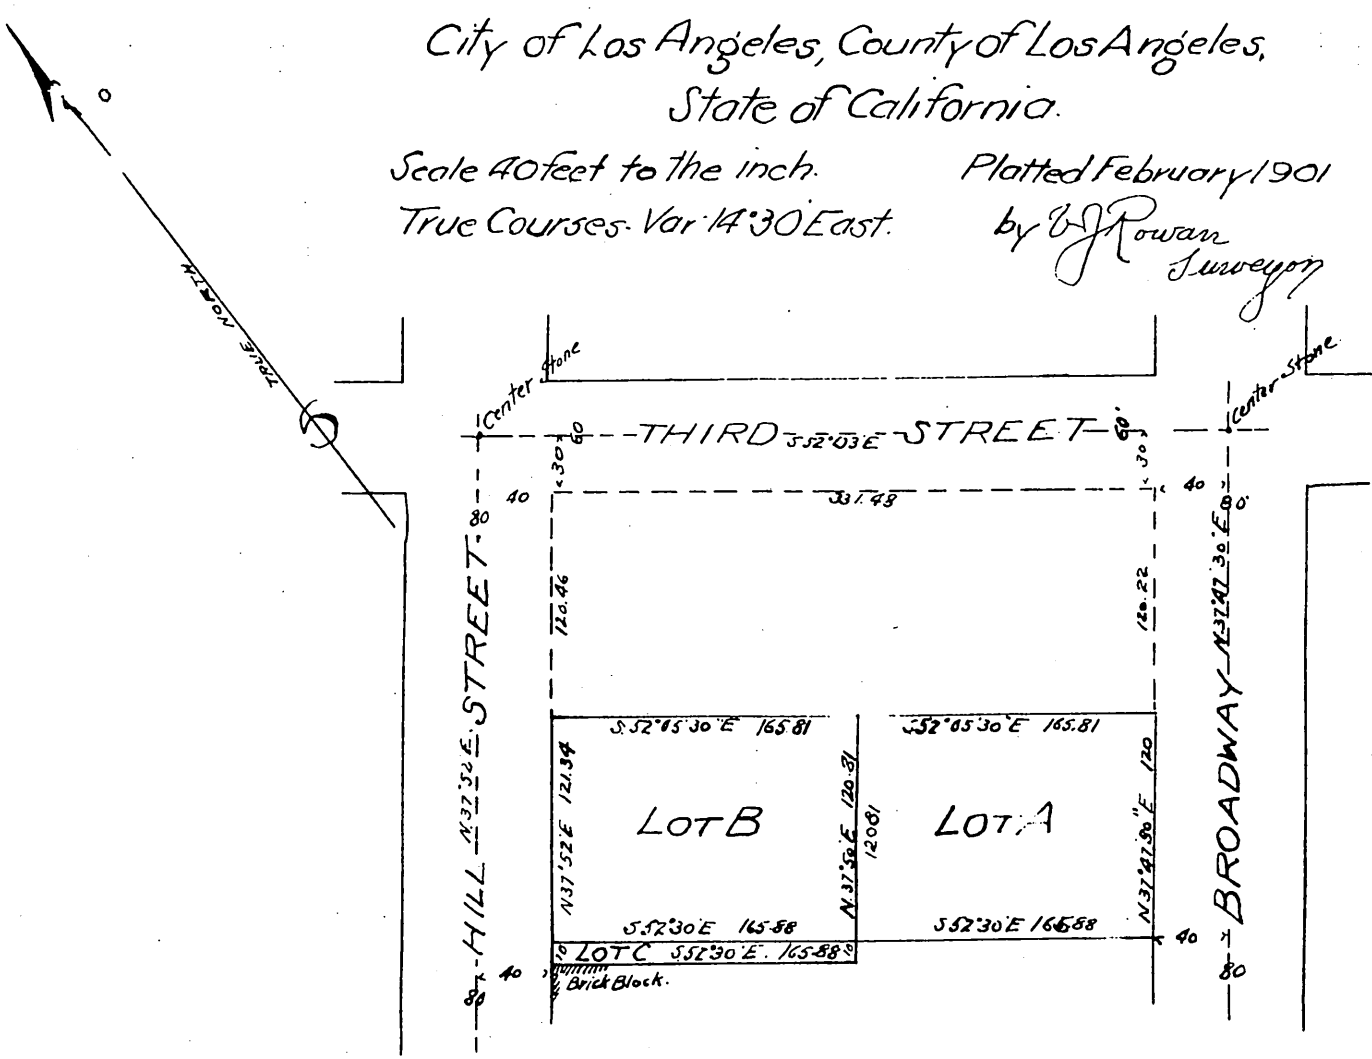 City of Los Angeles, County of Los Angeles,
State of California.
Scale 40 feet to the inch.
Platted February 1901
True Courses. Var. 14°30' East.
by V J Rowan
Surveyor
TRUE NORTH
Center Stone
Center Stone
60
THIRD S 52°03'E STREET
60'
30
30
40
331.48
40
80
80'
120.46
120.22
HILL N 37°52'E. STREET.
BROADWAY N 37°47'30"E
S. 52°05'30"E 165.81
S 52°05'30"E 165.81
N 37°52'E 121.34
LOT B
N 37°50'E 120.81
120.81
LOT A
N 37°47'30"E 120
S 52°30'E 165.88
S 52°30'E 165.88
10 LOT C S 52°30'E. 165.88 10
40
40
Brick Block.
80
80